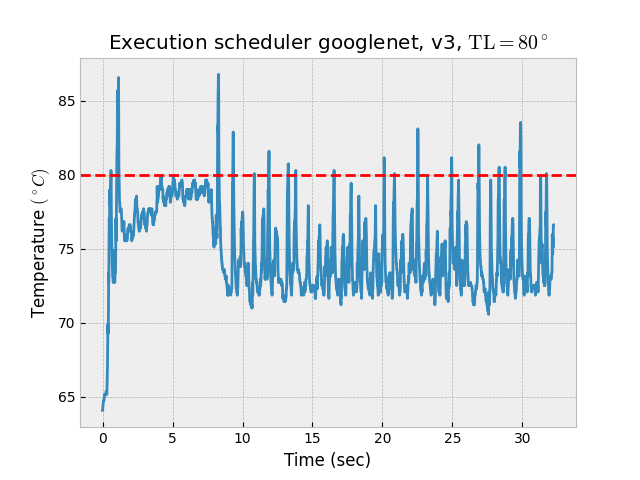 Execution scheduler googlenet, v3, TL = 80°
85
80
75
70
65
Temperature (°C)
0 5 10 15 20 25 30
Time (sec)